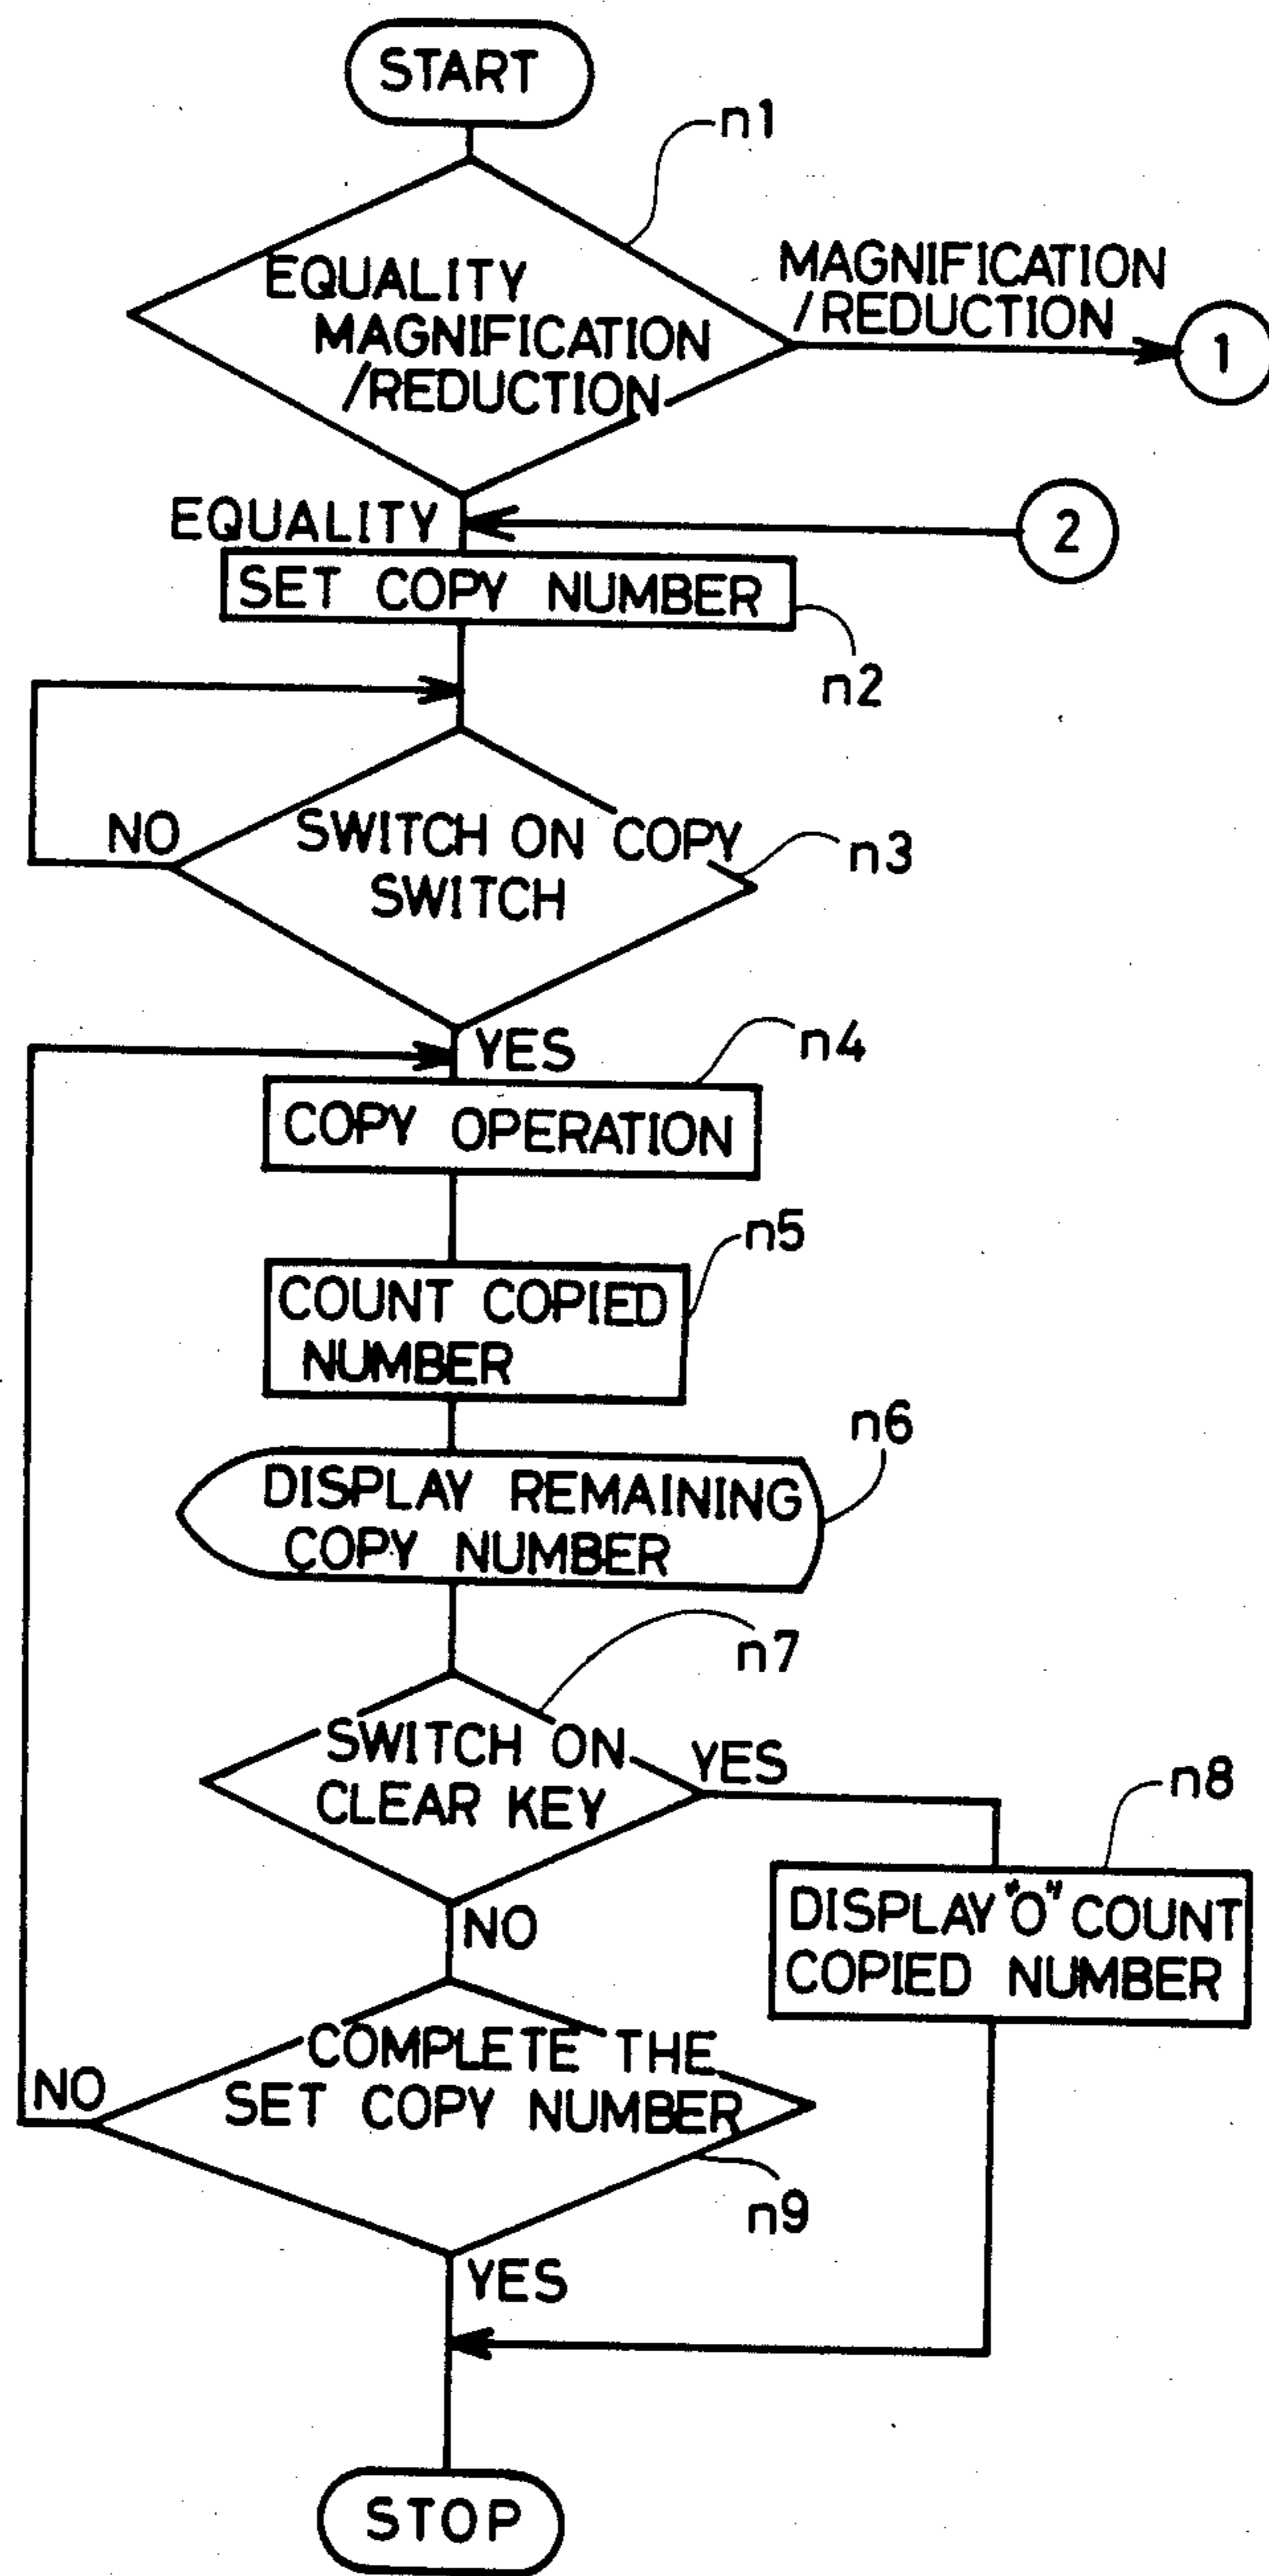 START
n1
EQUALITY
MAGNIFICATION
/REDUCTION
MAGNIFICATION
/REDUCTION
1
EQUALITY
2
SET COPY NUMBER
n2
NO
SWITCH ON COPY
SWITCH
n3
YES
n4
COPY OPERATION
n5
COUNT COPIED
NUMBER
n6
DISPLAY REMAINING
COPY NUMBER
n7
SWITCH ON
CLEAR KEY
YES
n8
DISPLAY "0" COUNT
COPIED NUMBER
NO
COMPLETE THE
SET COPY NUMBER
NO
n9
YES
STOP